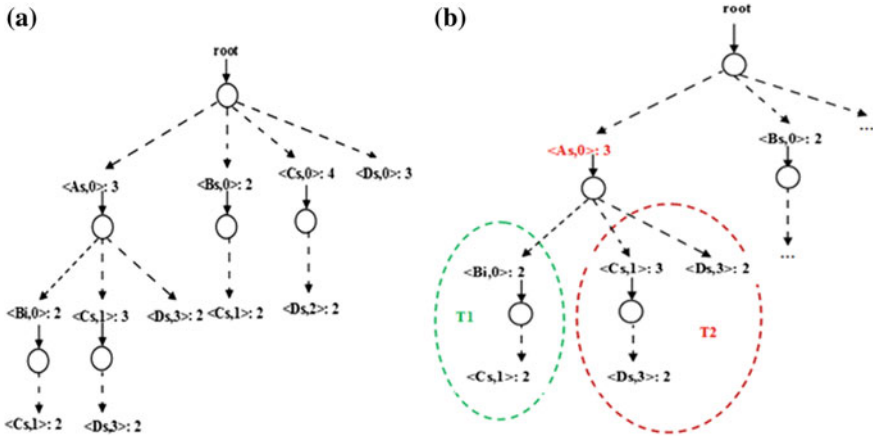 (a)
root
<As,0>: 3
<Bs,0>: 2
<Cs,0>: 4
<Ds,0>: 3
<Bi,0>: 2
<Cs,1>: 3
<Ds,3>: 2
<Cs,1>: 2
<Ds,2>: 2
<Cs,1>: 2
<Ds,3>: 2
(b)
root
<As,0>: 3
<Bs,0>: 2
...
<Bi,0>: 2
<Cs,1>: 3
<Ds,3>: 2
...
T1
T2
<Cs,1>: 2
<Ds,3>: 2